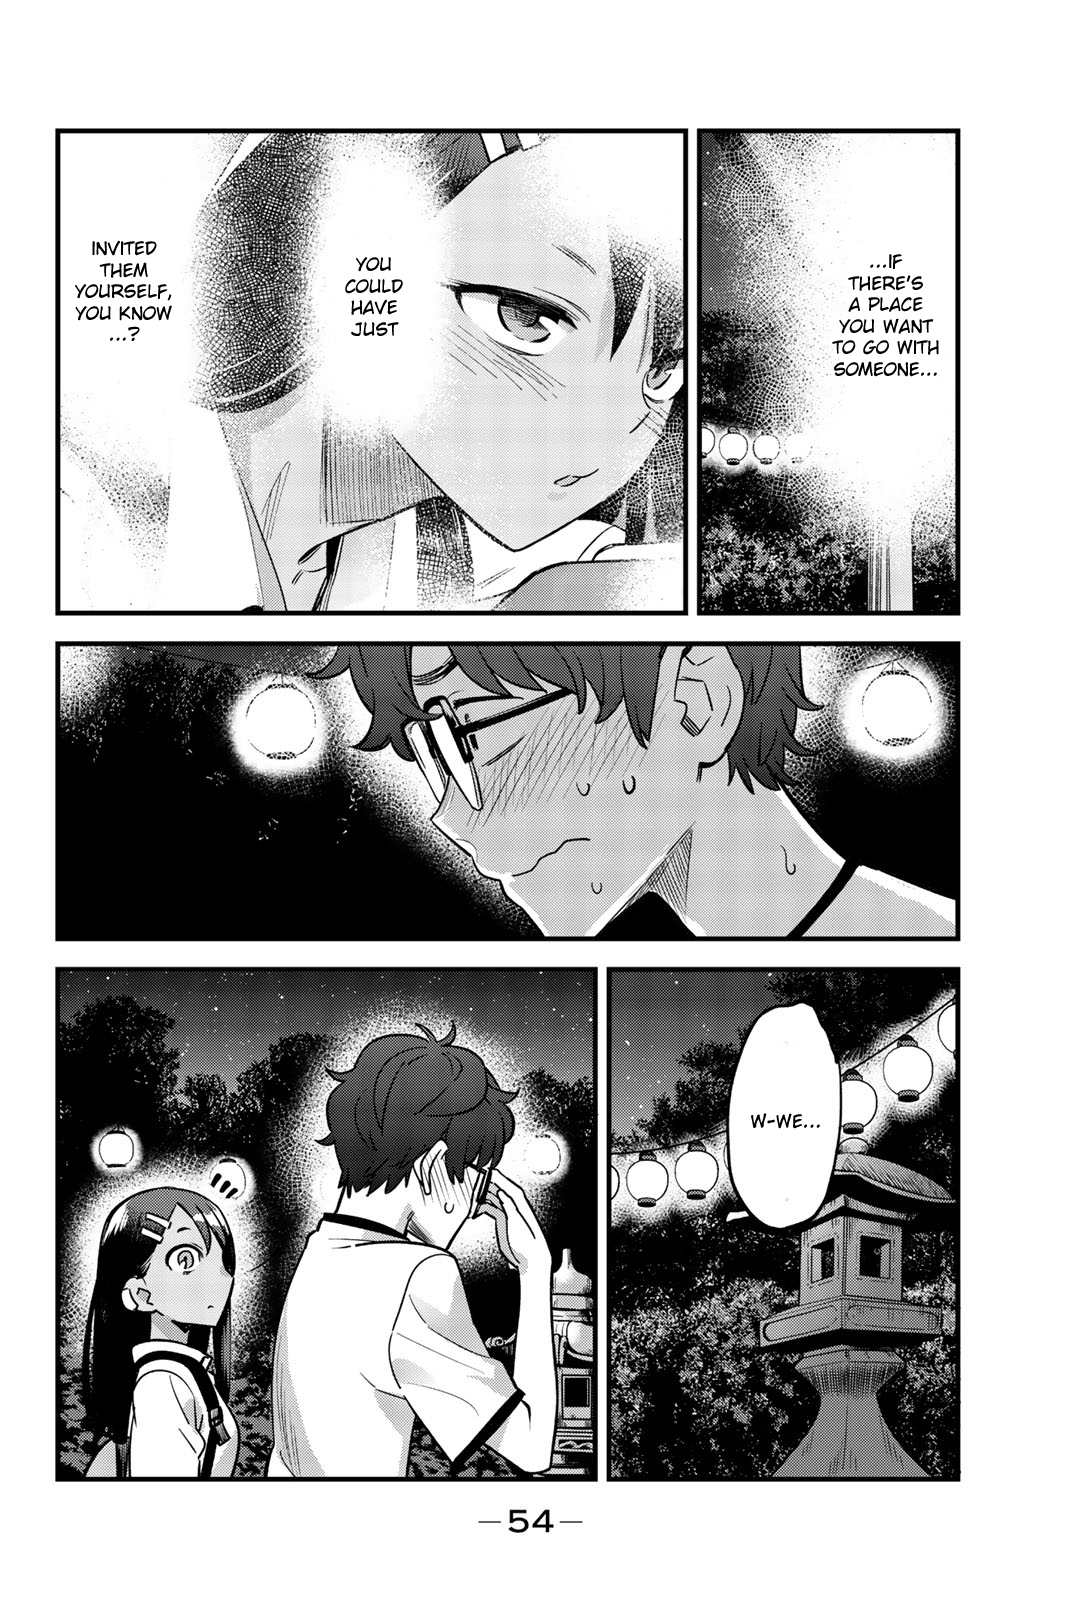 ...IF
THERE'S
A PLACE
YOU WANT
TO GO WITH
SOMEONE...
YOU
COULD
HAVE
JUST
INVITED
THEM
YOURSELF,
YOU KNOW
...?
W-WE...
—54—